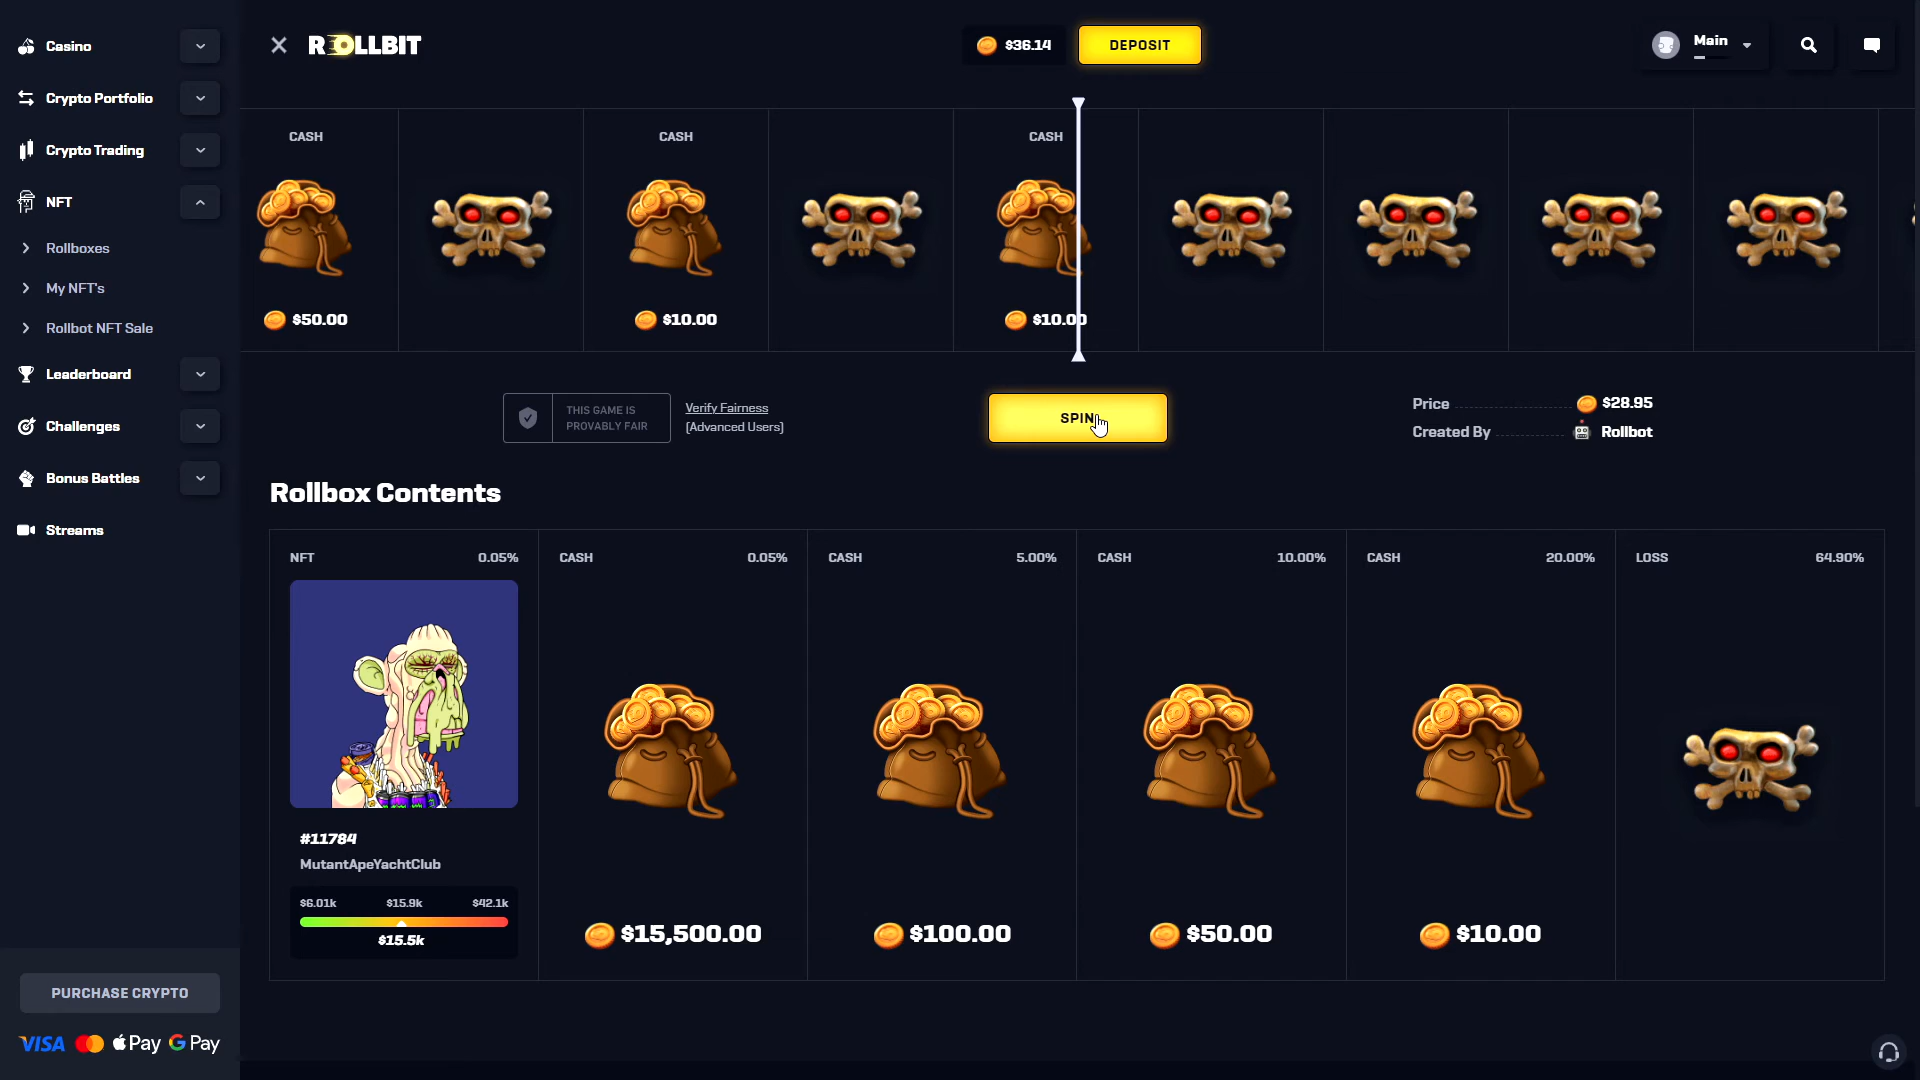 Casino
Crypto Portfolio
Crypto Trading
NFT
Rollboxes
My NFT's
Rollbot NFT Sale
Leaderboard
Challenges
Bonus Battles
Streams
PURCHASE CRYPTO
VISA Pay G Pay
ROLLBIT
$36.14
DEPOSIT
Main
CASH
$50.00
CASH
$10.00
CASH
$10.00
THIS GAME IS
PROVABLY FAIR
Verify Fairness
(Advanced Users)
SPIN
Price $28.95
Created By Rollbot
Rollbox Contents
NFT 0.05%
#11784
MutantApeYachtClub
$6.01k $15.9k $42.1k
$15.5k
CASH 0.05%
$15,500.00
CASH 5.00%
$100.00
CASH 10.00%
$50.00
CASH 20.00%
$10.00
LOSS 64.90%